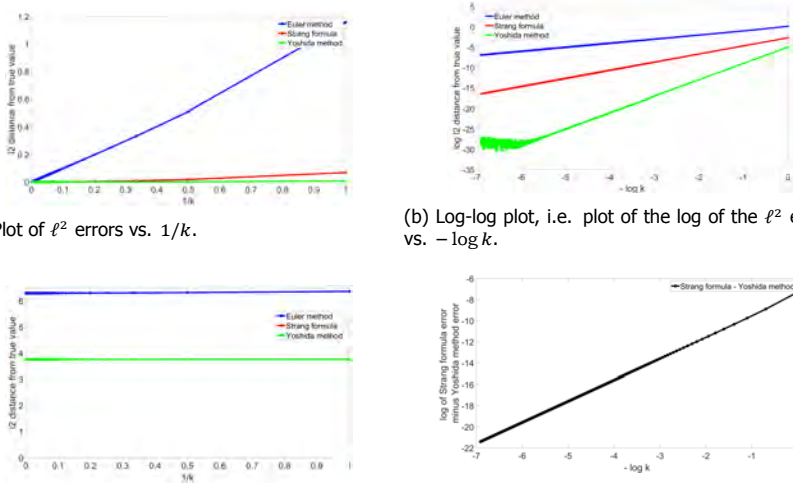 1.2
1
0.8
0.6
0.4
0.2
0
l2 distance from true value
Euler method
Strang formula
Yoshida method
0 0.1 0.2 0.3 0.4 0.5 0.6 0.7 0.8 0.9 1
1/k
Plot of ℓ² errors vs. 1/k.
5
0
-5
-10
-15
-20
-25
-30
-35
log l2 distance from true value
Euler method
Strang formula
Yoshida method
-7 -6 -5 -4 -3 -2 -1 0
- log k
(b) Log-log plot, i.e. plot of the log of the ℓ² e
vs. − log k.
6
5
4
3
2
1
0
l2 distance from true value
Euler method
Strang formula
Yoshida method
0 0.1 0.2 0.3 0.4 0.5 0.6 0.7 0.8 0.9
1/k
-6
-8
-10
-12
-14
-16
-18
-20
-22
log of Strang formula error
minus Yoshida method error
Strang formula - Yoshida method
-7 -6 -5 -4 -3 -2 -1
- log k